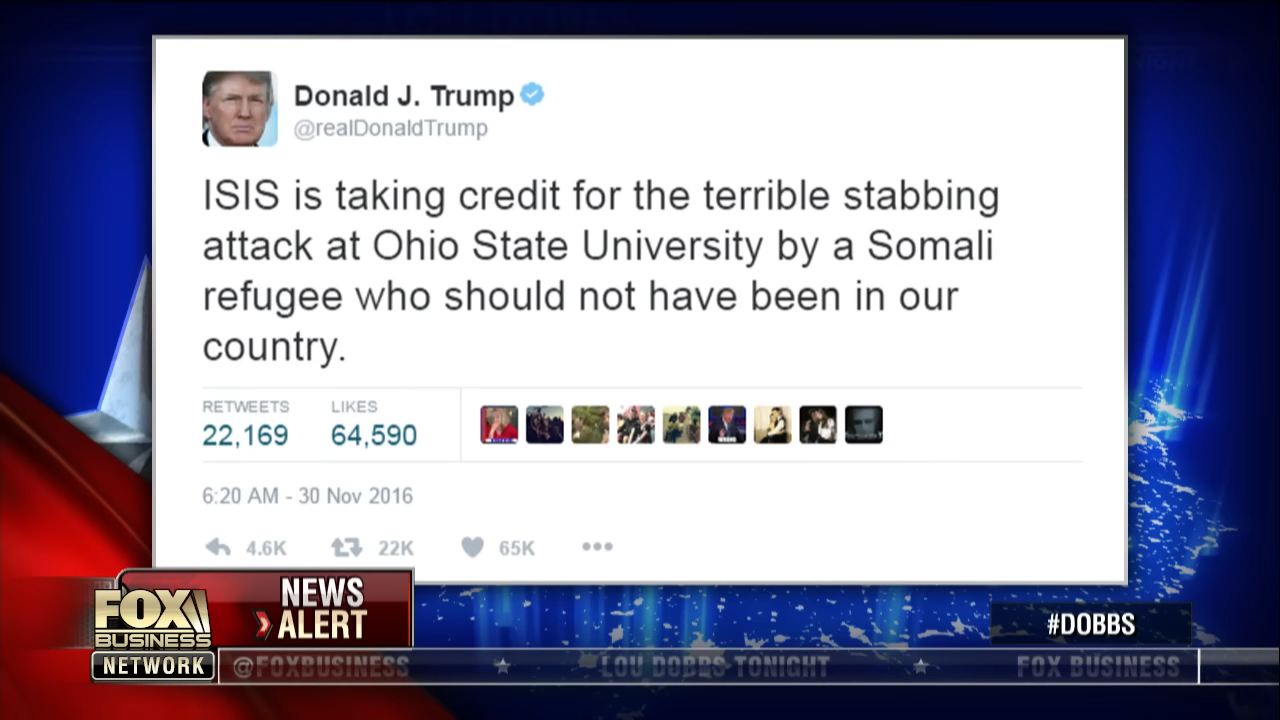 Donald J. Trump
@realDonaldTrump
ISIS is taking credit for the terrible stabbing
attack at Ohio State University by a Somali
refugee who should not have been in our
country.
RETWEETS LIKES
22,169 64,590
6:20 AM - 30 Nov 2016
4.6K 22K 65K
NEWS
ALERT
FOX
BUSINESS
NETWORK
#DOBBS
@FOXBUSINESS LOU DOBBS TONIGHT FOX BUSINESS